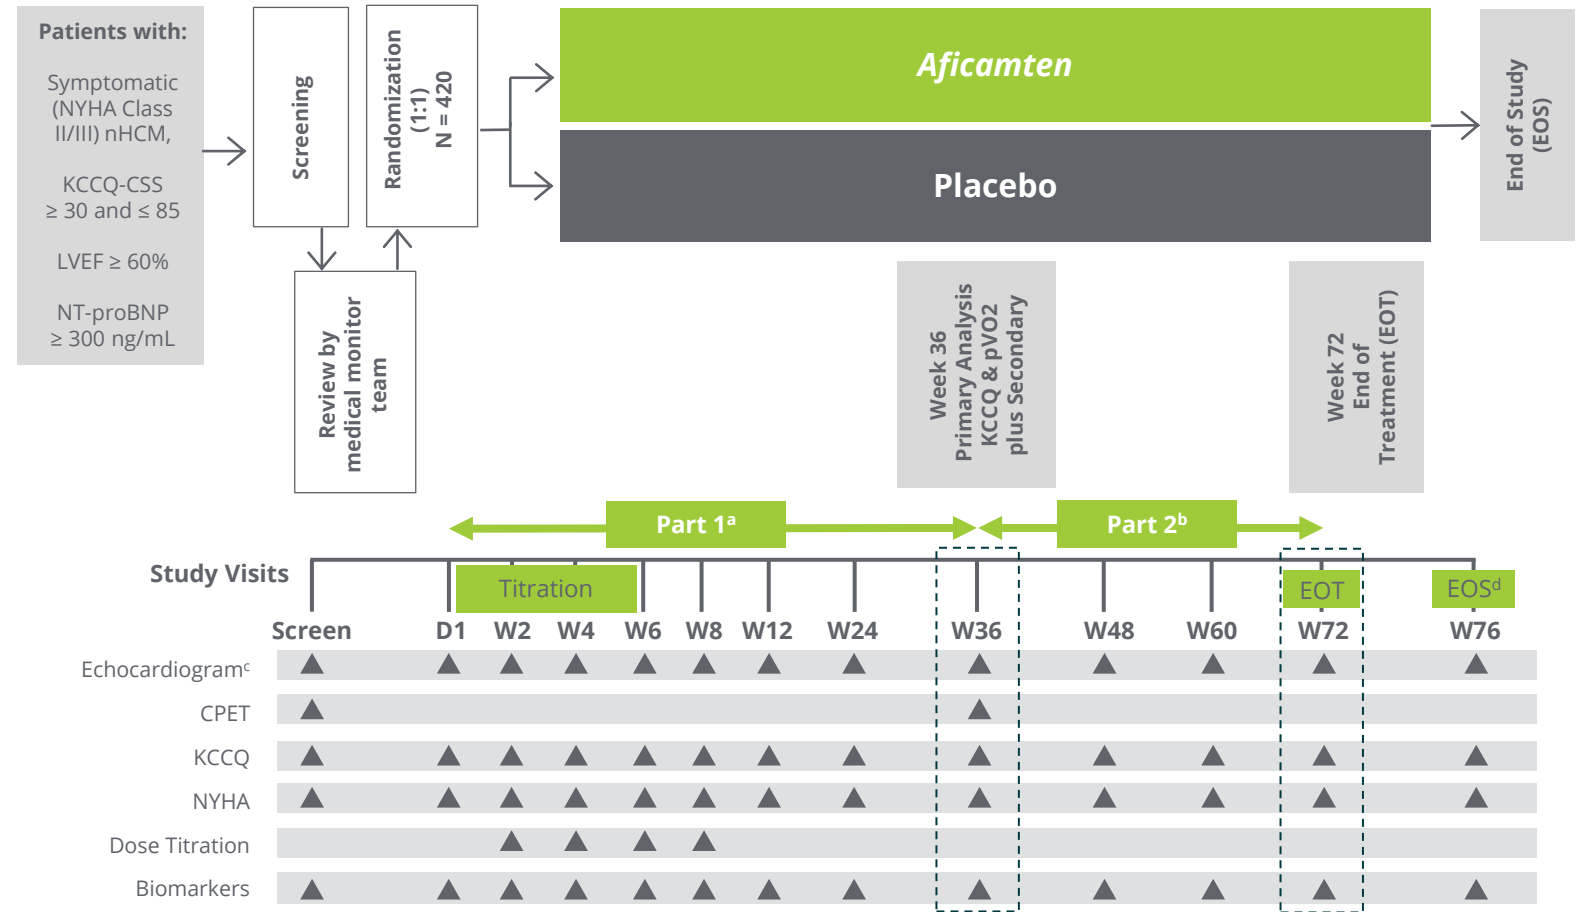 Patients with:
Symptomatic
(NYHA Class
II/III) nHCM,
KCCQ-CSS
≥ 30 and ≤ 85
LVEF ≥ 60%
NT-proBNP
≥ 300 ng/mL
Screening
Review by
medical monitor
team
Randomization
(1:1)
N = 420
Aficamten
Placebo
End of Study
(EOS)
Week 36
Primary Analysis
KCCQ & pVO2
plus Secondary
Week 72
End of
Treatment (EOT)
Part 1ᵃ
Part 2ᵇ
Study Visits
Titration
EOT
EOSᵈ
Screen D1 W2 W4 W6 W8 W12 W24 W36 W48 W60 W72 W76
Echocardiogramᶜ
CPET
KCCQ
NYHA
Dose Titration
Biomarkers